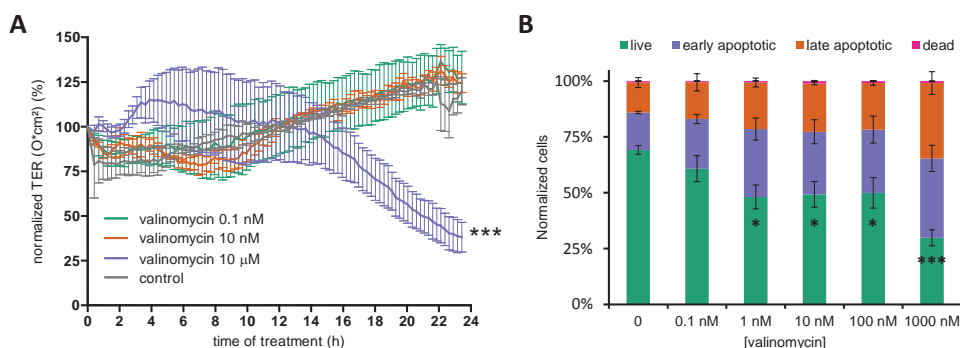 A
normalized TER (O*cm²) (%)
150
125
100
75
50
25
0
valinomycin 0.1 nM
valinomycin 10 nM
valinomycin 10 µM
control
***
0 2 4 6 8 10 12 14 16 18 20 22 24
time of treatment (h)
B
live early apoptotic late apoptotic dead
Normalized cells
100%
75%
50%
25%
0%
* * * ***
0 0.1 nM 1 nM 10 nM 100 nM 1000 nM
[valinomycin]